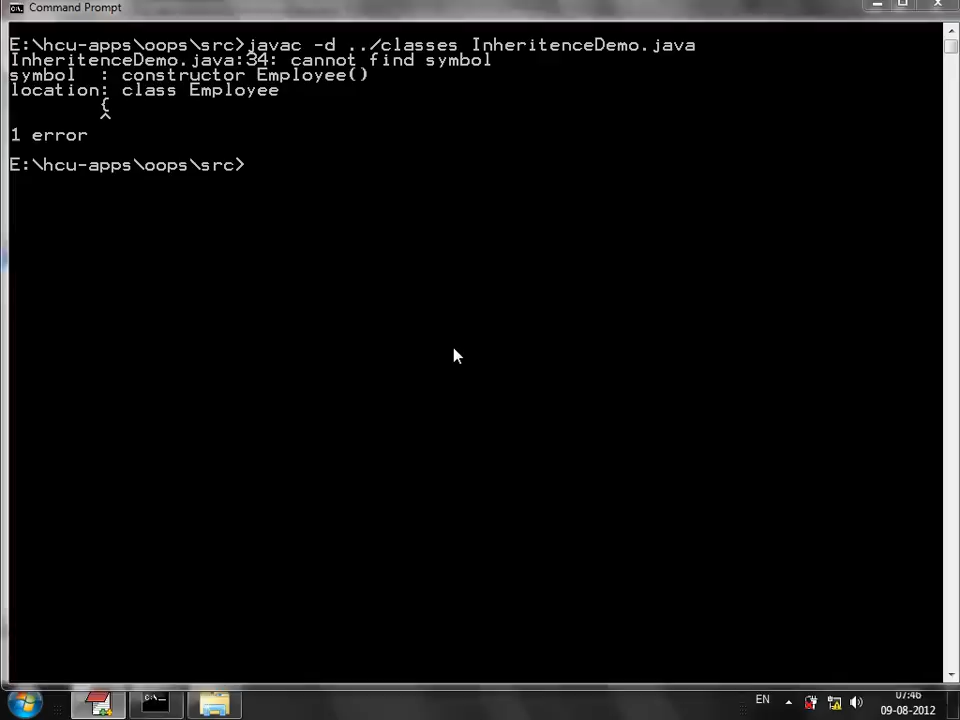 Command Prompt
E:\hcu-apps\oops\src>javac -d ../classes InheritenceDemo.java
InheritenceDemo.java:34: cannot find symbol
symbol  : constructor Employee()
location: class Employee
{
^
1 error
E:\hcu-apps\oops\src>
EN
07:46
09-08-2012